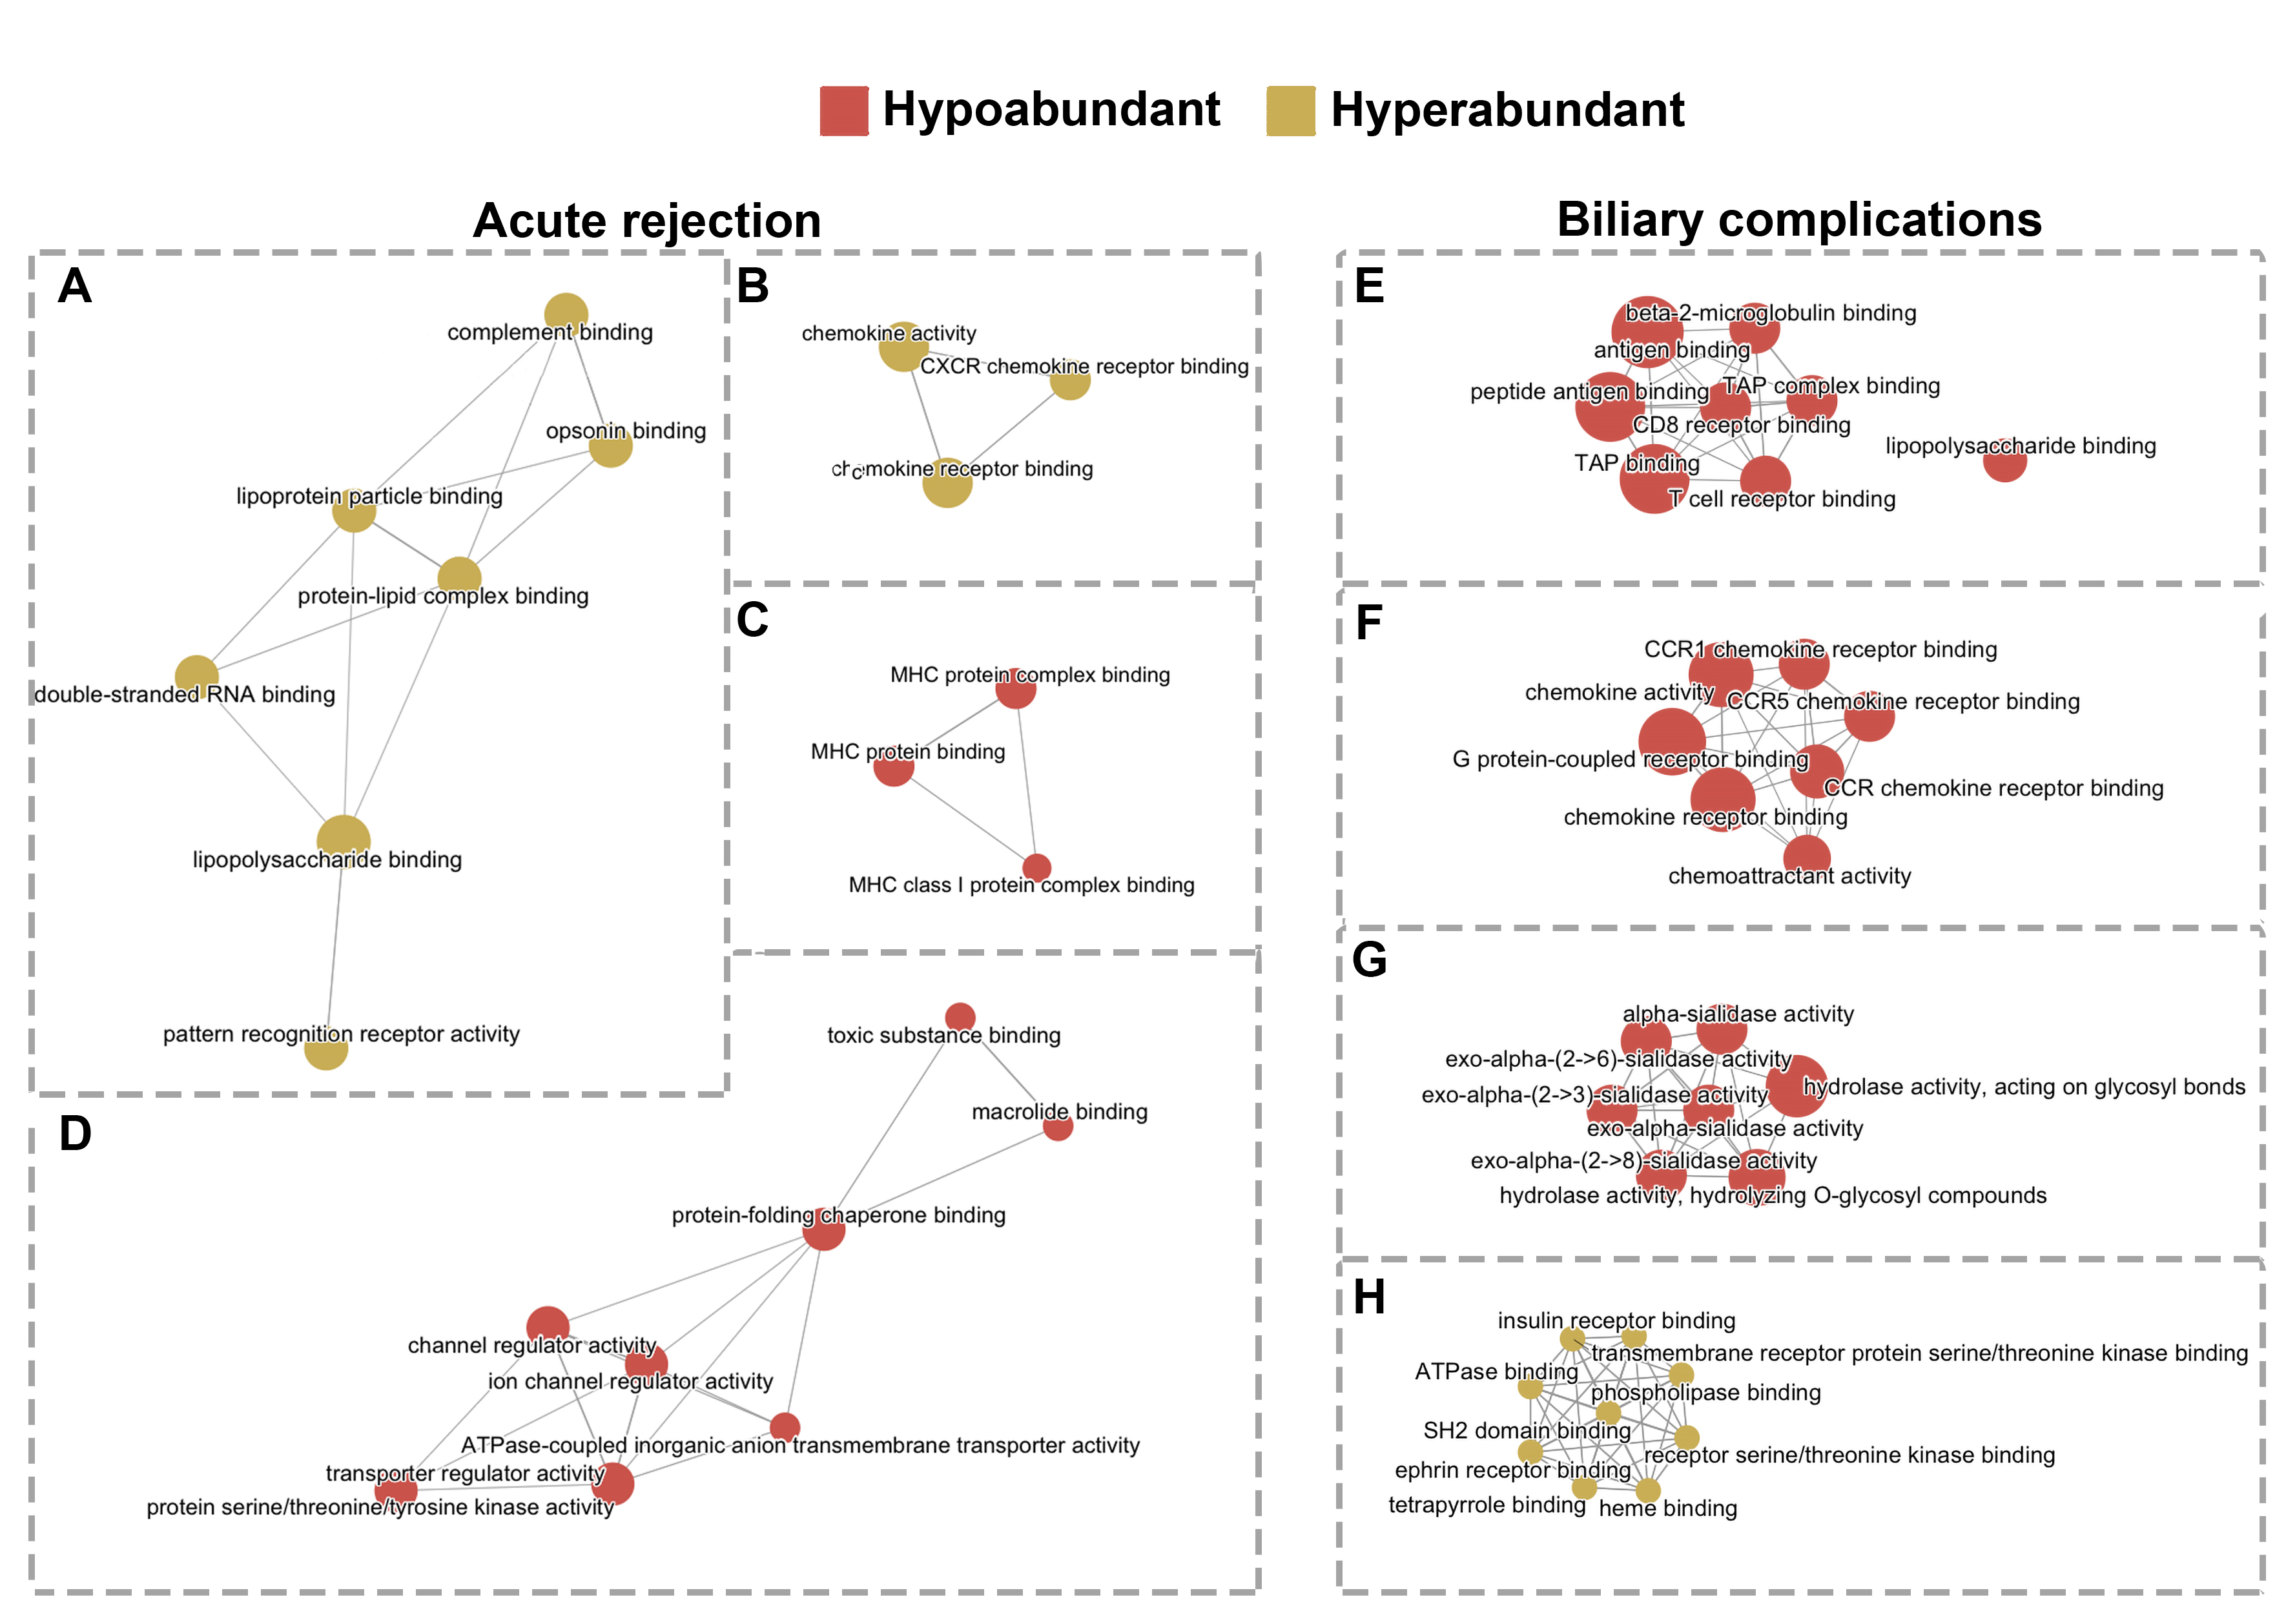 Hypoabundant
Hyperabundant
Acute rejection
Biliary complications
A
complement binding
opsonin binding
lipoprotein particle binding
protein-lipid complex binding
double-stranded RNA binding
lipopolysaccharide binding
pattern recognition receptor activity
B
chemokine activity
CXCR chemokine receptor binding
chemokine receptor binding
C
MHC protein complex binding
MHC protein binding
MHC class I protein complex binding
D
toxic substance binding
macrolide binding
protein-folding chaperone binding
channel regulator activity
ion channel regulator activity
ATPase-coupled inorganic anion transmembrane transporter activity
transporter regulator activity
protein serine/threonine/tyrosine kinase activity
E
beta-2-microglobulin binding
antigen binding
TAP complex binding
peptide antigen binding
CD8 receptor binding
lipopolysaccharide binding
TAP binding
T cell receptor binding
F
CCR1 chemokine receptor binding
chemokine activity
CCR5 chemokine receptor binding
G protein-coupled receptor binding
CCR chemokine receptor binding
chemokine receptor binding
chemoattractant activity
G
alpha-sialidase activity
exo-alpha-(2->6)-sialidase activity
hydrolase activity, acting on glycosyl bonds
exo-alpha-(2->3)-sialidase activity
exo-alpha-sialidase activity
exo-alpha-(2->8)-sialidase activity
hydrolase activity, hydrolyzing O-glycosyl compounds
H
insulin receptor binding
transmembrane receptor protein serine/threonine kinase binding
ATPase binding
phospholipase binding
SH2 domain binding
receptor serine/threonine kinase binding
ephrin receptor binding
tetrapyrrole binding
heme binding